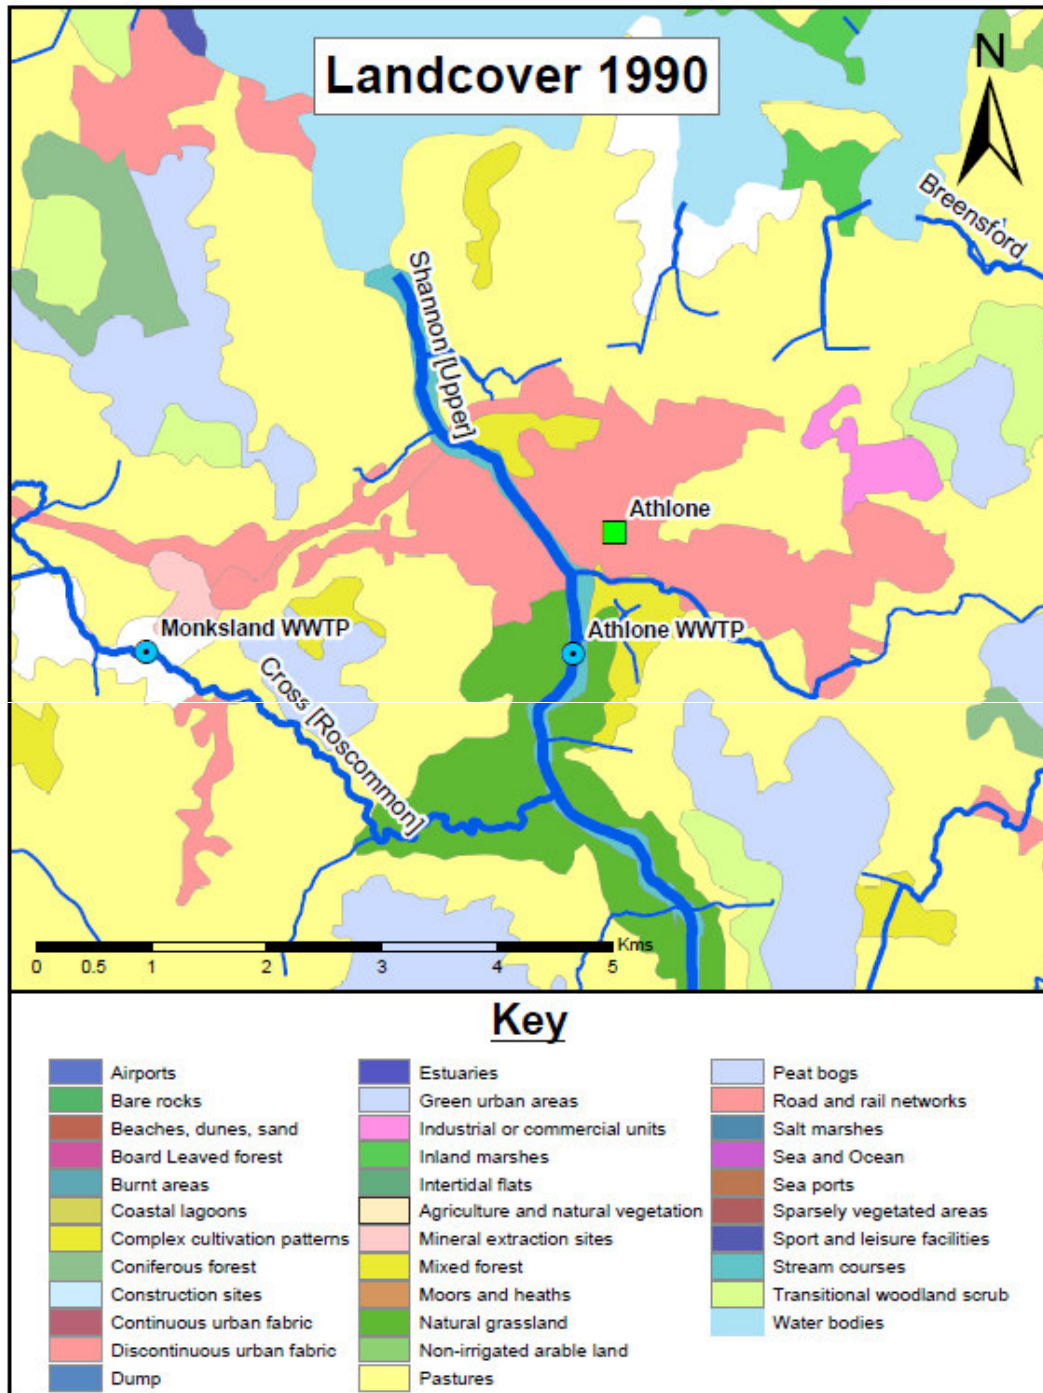 Landcover 1990
N
Breensford
Shannon [Upper]
Athlone
Monksland WWTP
Athlone WWTP
Cross [Roscommon]
Kms
0 0.5 1 2 3 4 5
Key
Airports
Bare rocks
Beaches, dunes, sand
Board Leaved forest
Burnt areas
Coastal lagoons
Complex cultivation patterns
Coniferous forest
Construction sites
Continuous urban fabric
Discontinuous urban fabric
Dump
Estuaries
Green urban areas
Industrial or commercial units
Inland marshes
Intertidal flats
Agriculture and natural vegetation
Mineral extraction sites
Mixed forest
Moors and heaths
Natural grassland
Non-irrigated arable land
Pastures
Peat bogs
Road and rail networks
Salt marshes
Sea and Ocean
Sea ports
Sparsely vegetated areas
Sport and leisure facilities
Stream courses
Transitional woodland scrub
Water bodies